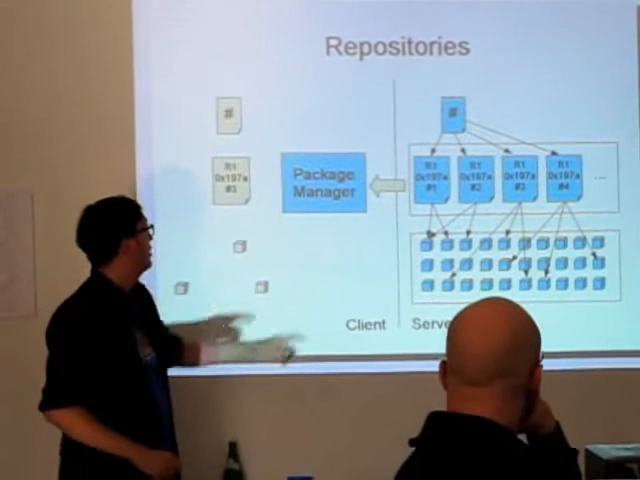 Repositories
#
#
R1
0x197a
#3
Package
Manager
R1
0x197a
#1
R1
0x197a
#2
R1
0x197a
#3
R1
0x197a
#4
...
Client
Serve